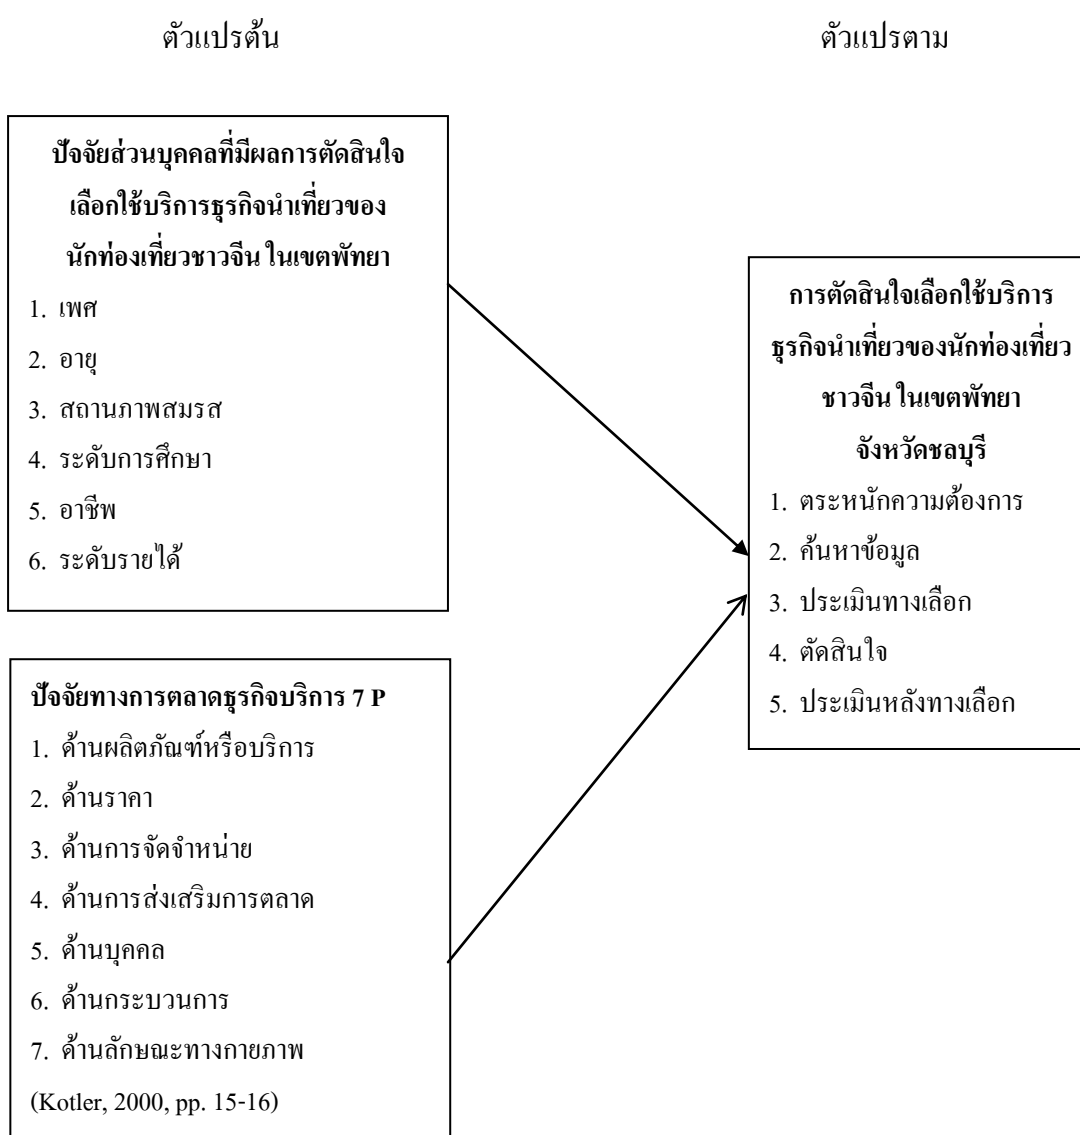 ตัวแปรต้น
ตัวแปรตาม
ปัจจัยส่วนบุคคลที่มีผลการตัดสินใจ
เลือกใช้บริการธุรกิจนำเที่ยวของ
นักท่องเที่ยวชาวจีน ในเขตพัทยา
1. เพศ
2. อายุ
3. สถานภาพสมรส
4. ระดับการศึกษา
5. อาชีพ
6. ระดับรายได้
ปัจจัยทางการตลาดธุรกิจบริการ 7 P
1. ด้านผลิตภัณฑ์หรือบริการ
2. ด้านราคา
3. ด้านการจัดจำหน่าย
4. ด้านการส่งเสริมการตลาด
5. ด้านบุคคล
6. ด้านกระบวนการ
7. ด้านลักษณะทางกายภาพ
(Kotler, 2000, pp. 15-16)
การตัดสินใจเลือกใช้บริการ
ธุรกิจนำเที่ยวของนักท่องเที่ยว
ชาวจีน ในเขตพัทยา
จังหวัดชลบุรี
1. ตระหนักความต้องการ
2. ค้นหาข้อมูล
3. ประเมินทางเลือก
4. ตัดสินใจ
5. ประเมินหลังทางเลือก